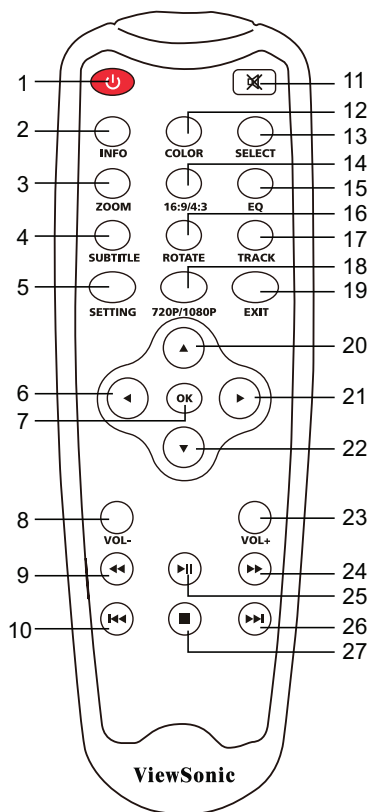 1 11
2 12
INFO COLOR SELECT 13
3 14
ZOOM 16:9/4:3 EQ 15
4 16
SUBTITLE ROTATE TRACK 17
5 18
SETTING 720P/1080P EXIT 19
20
6 OK 21
7 22
8 23
VOL- VOL+
9 24
25
10 26
27
ViewSonic